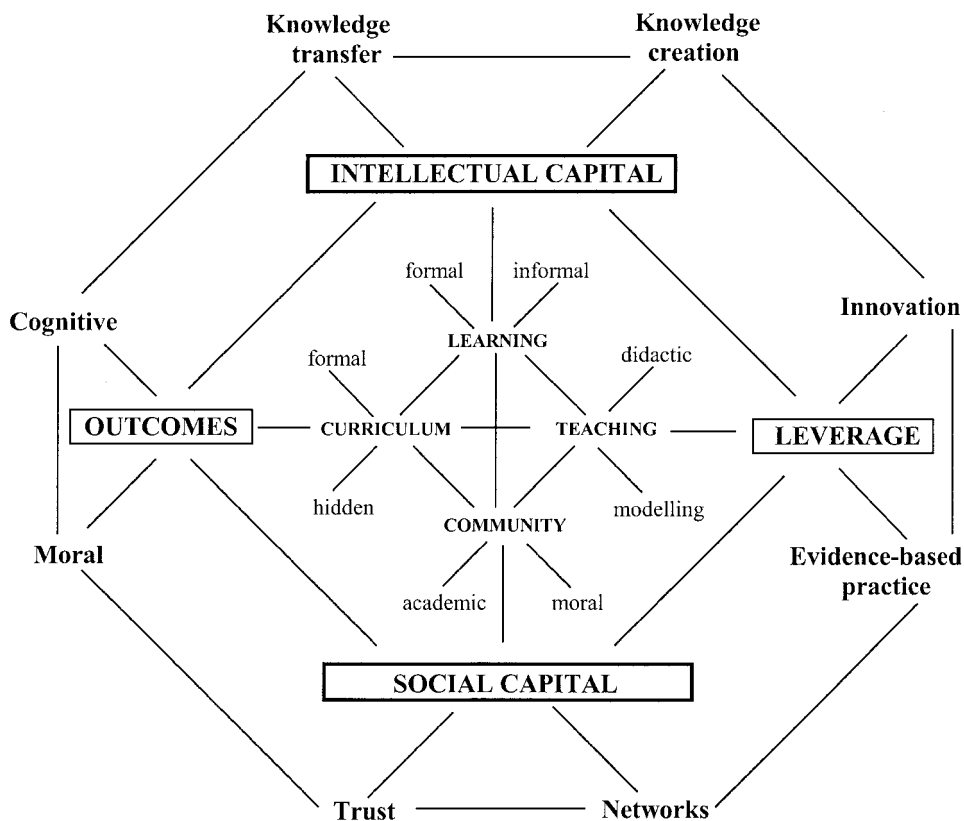 Knowledge
transfer
Knowledge
creation
INTELLECTUAL CAPITAL
formal
informal
Cognitive
Innovation
LEARNING
formal
didactic
OUTCOMES
CURRICULUM
TEACHING
LEVERAGE
hidden
modelling
COMMUNITY
Moral
Evidence-based
practice
academic
moral
SOCIAL CAPITAL
Trust
Networks